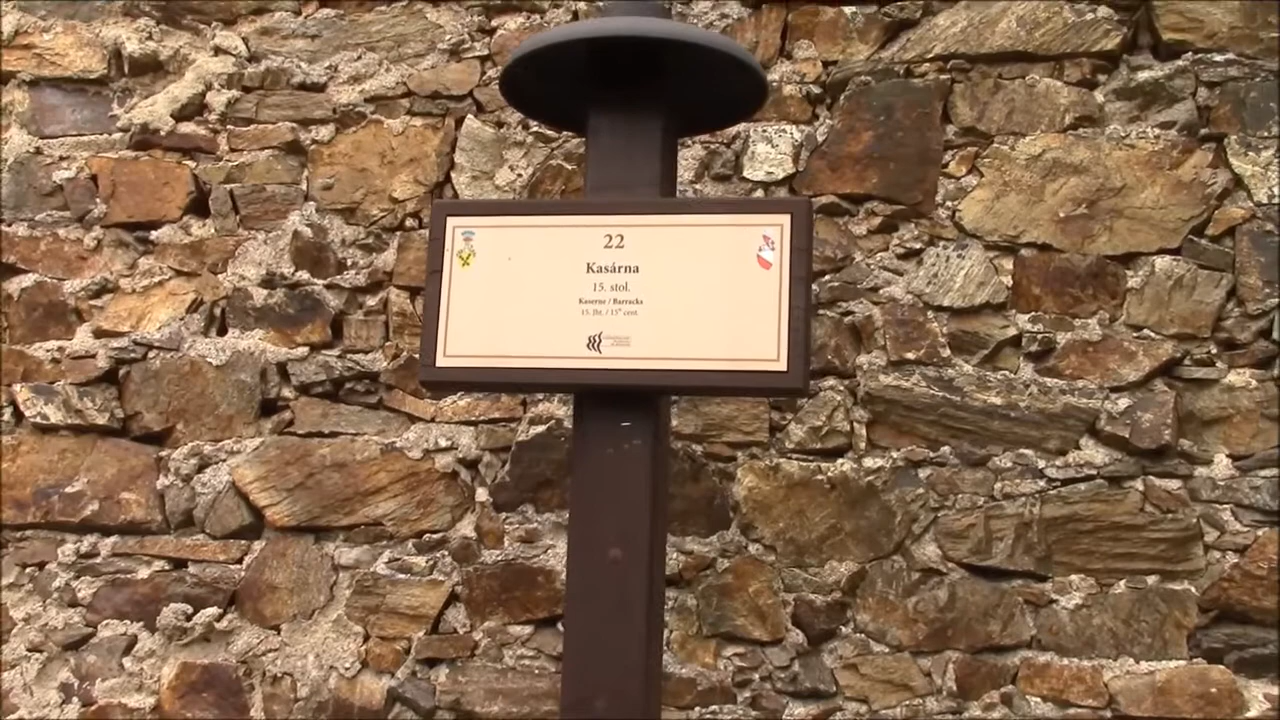 22
Kasárna
15. stol.
Kaserne / Barracks
15. Jht. / 15th cent.